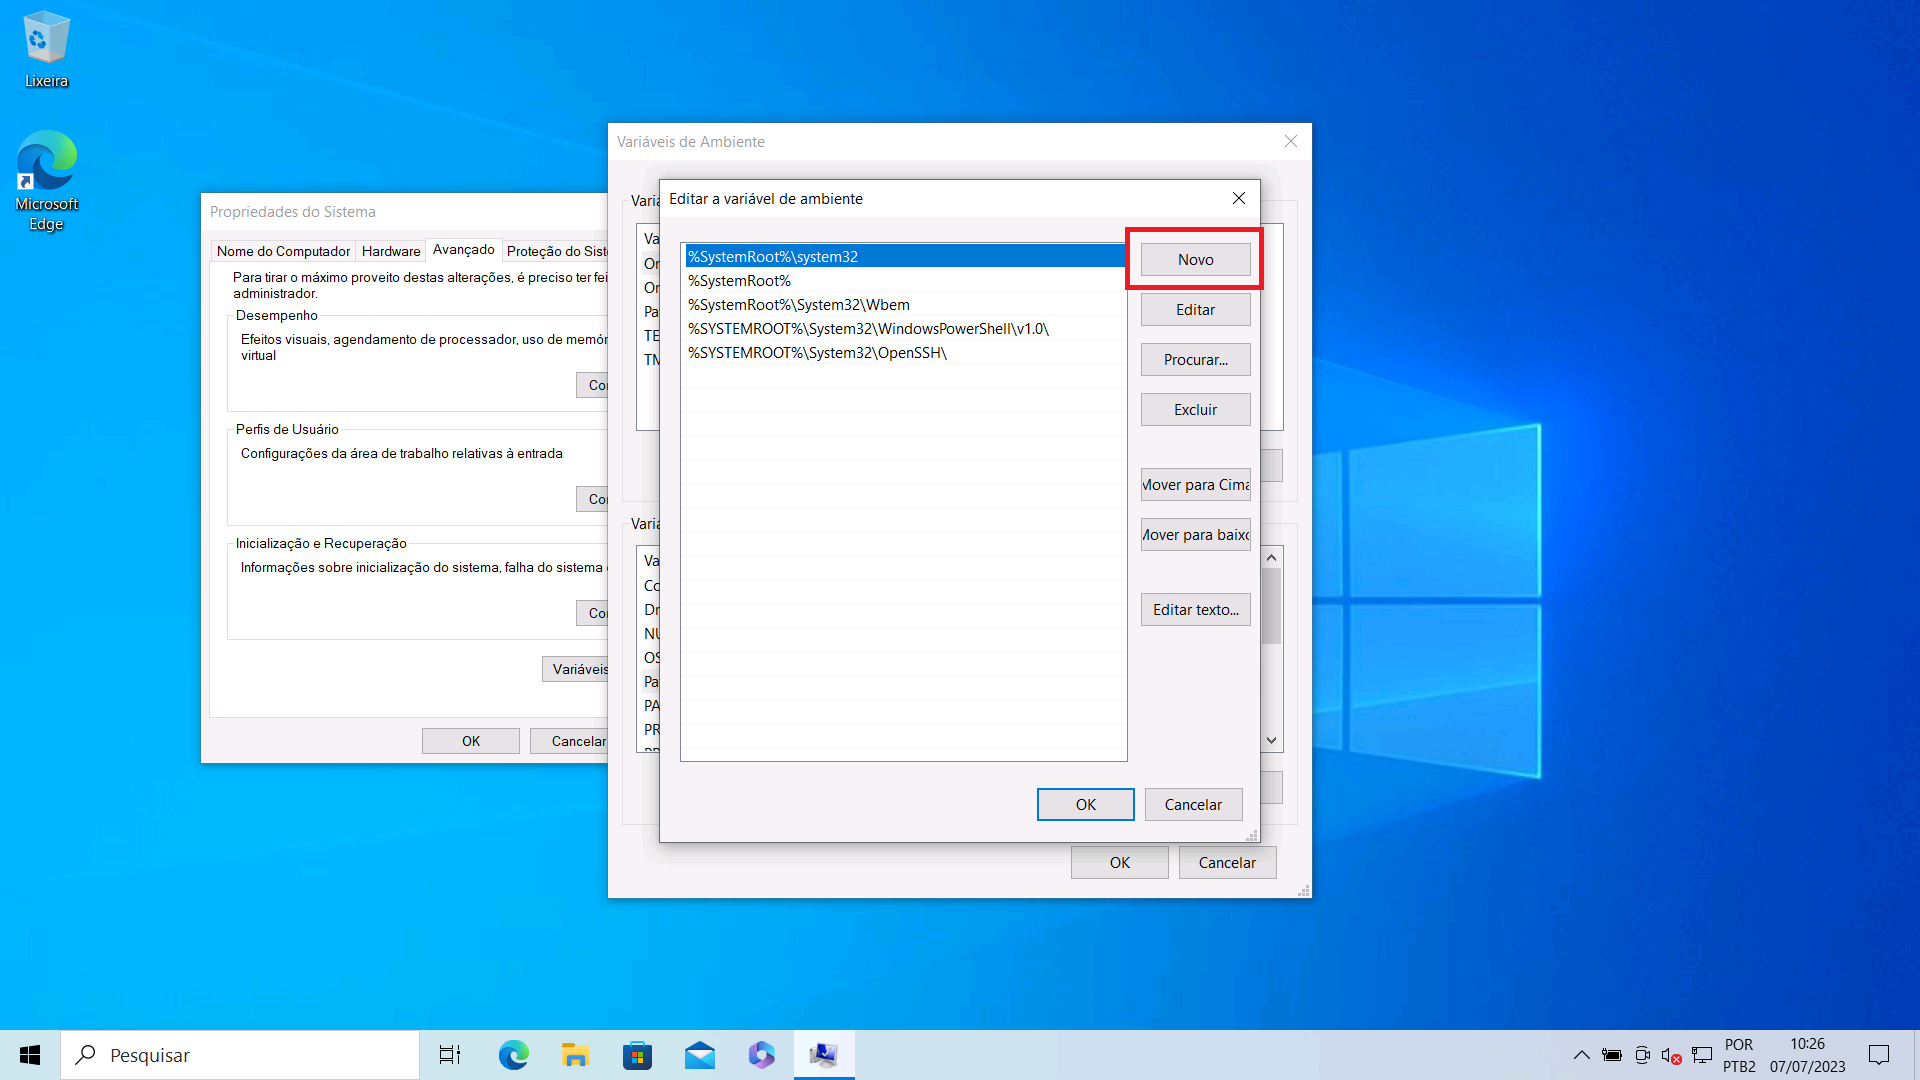 Lixeira
Microsoft
Edge
Propriedades do Sistema
Nome do Computador
Hardware
Avançado
Proteção do Siste
Para tirar o máximo proveito destas alterações, é preciso ter fei
administrador.
Desempenho
Efeitos visuais, agendamento de processador, uso de memór
virtual
Co
Perfis de Usuário
Configurações da área de trabalho relativas à entrada
Co
Inicialização e Recuperação
Informações sobre inicialização do sistema, falha do sistema
Co
Variáveis
OK
Cancelar
Variáveis de Ambiente
Variá
Va
On
On
Pa
TE
TM
Variá
Va
Co
Dr
NU
OS
Pa
PA
PR
PR
OK
Cancelar
Editar a variável de ambiente
%SystemRoot%\system32
%SystemRoot%
%SystemRoot%\System32\Wbem
%SYSTEMROOT%\System32\WindowsPowerShell\v1.0\
%SYSTEMROOT%\System32\OpenSSH\
Novo
Editar
Procurar...
Excluir
Mover para Cima
Mover para baixo
Editar texto...
OK
Cancelar
Pesquisar
POR
PTB2
10:26
07/07/2023